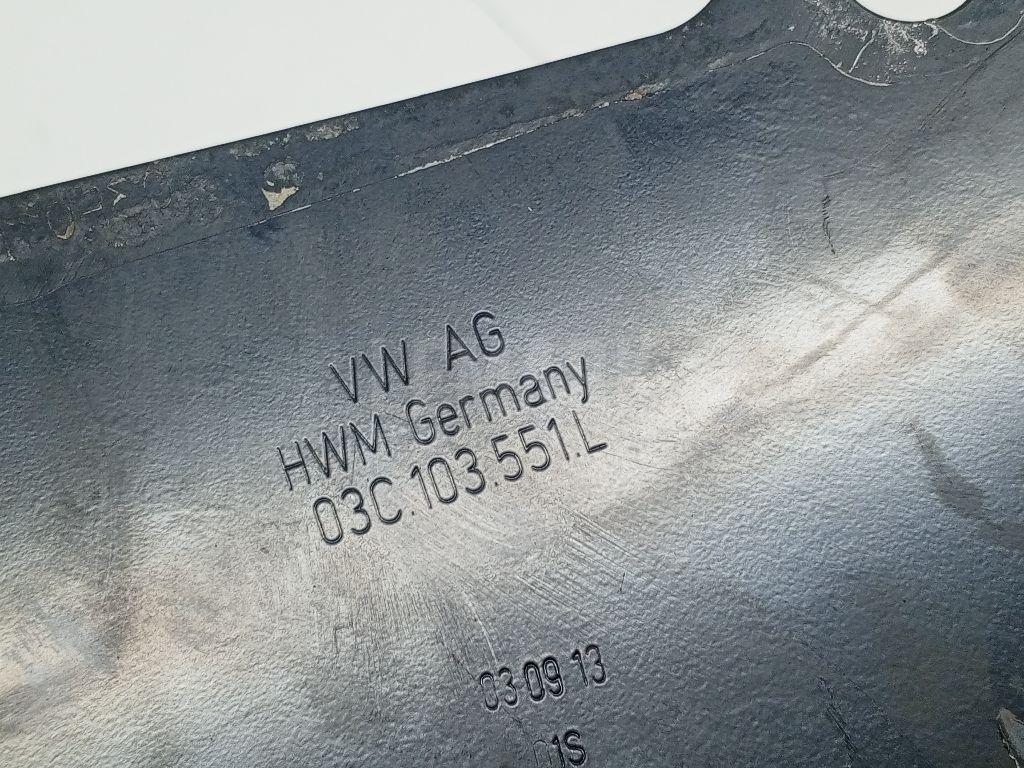 VW AG
HWM Germany
03C.103.551.L
03 09 13